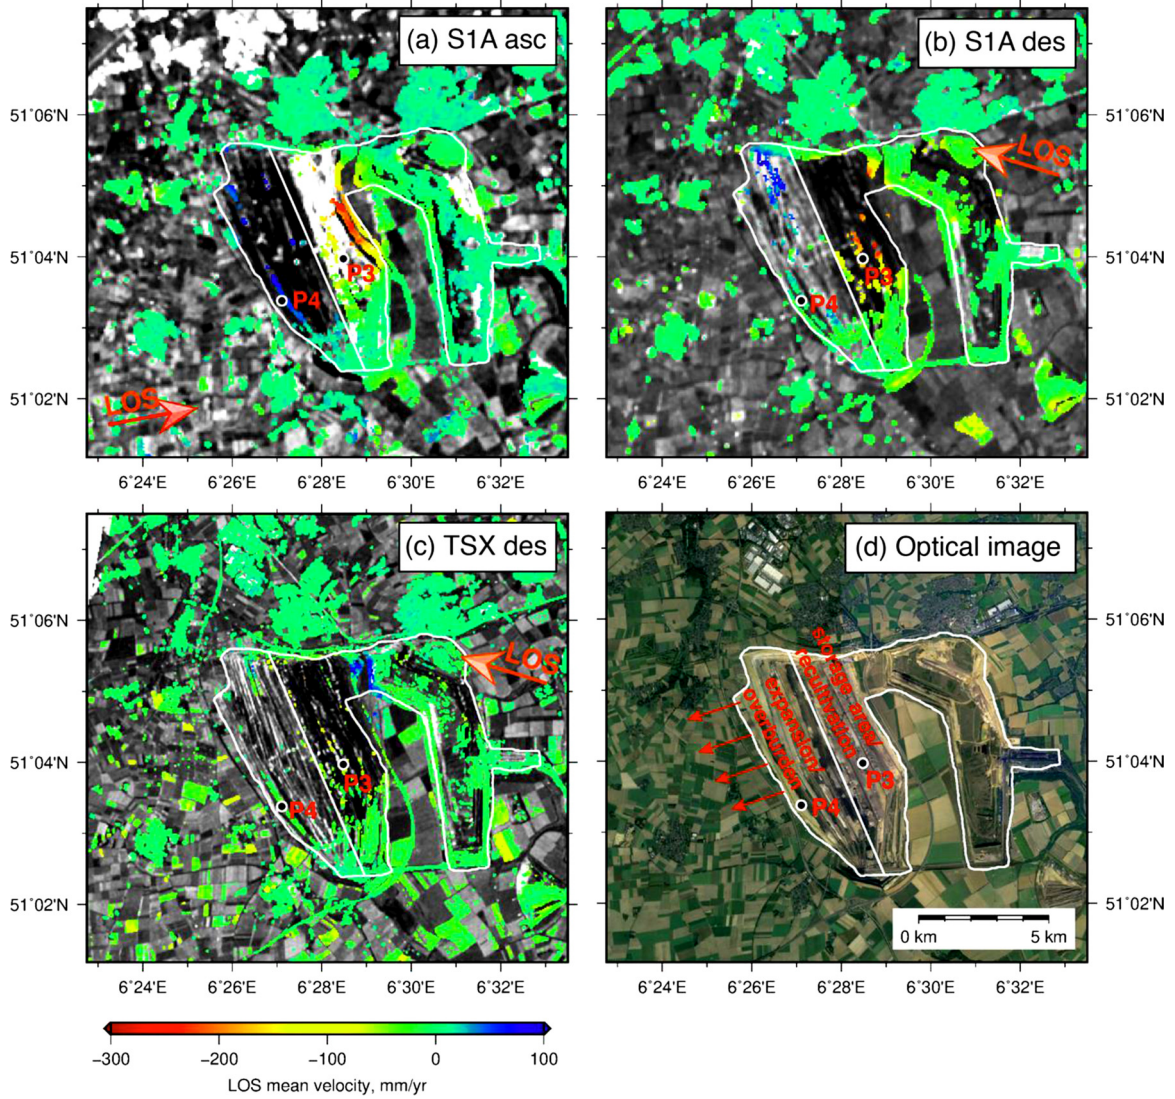 (a) S1A asc
(b) S1A des
51°06'N
51°06'N
LOS
51°04'N
P3
P4
P3
P4
51°04'N
51°02'N
LOS
51°02'N
6°24'E 6°26'E 6°28'E 6°30'E 6°32'E
6°24'E 6°26'E 6°28'E 6°30'E 6°32'E
(c) TSX des
(d) Optical image
51°06'N
51°06'N
LOS
storage area/
recultivation
expansion/
overburden
51°04'N
P3
P4
P3
P4
51°04'N
51°02'N
51°02'N
0 km 5 km
6°24'E 6°26'E 6°28'E 6°30'E 6°32'E
6°24'E 6°26'E 6°28'E 6°30'E 6°32'E
−300 −200 −100 0 100
LOS mean velocity, mm/yr